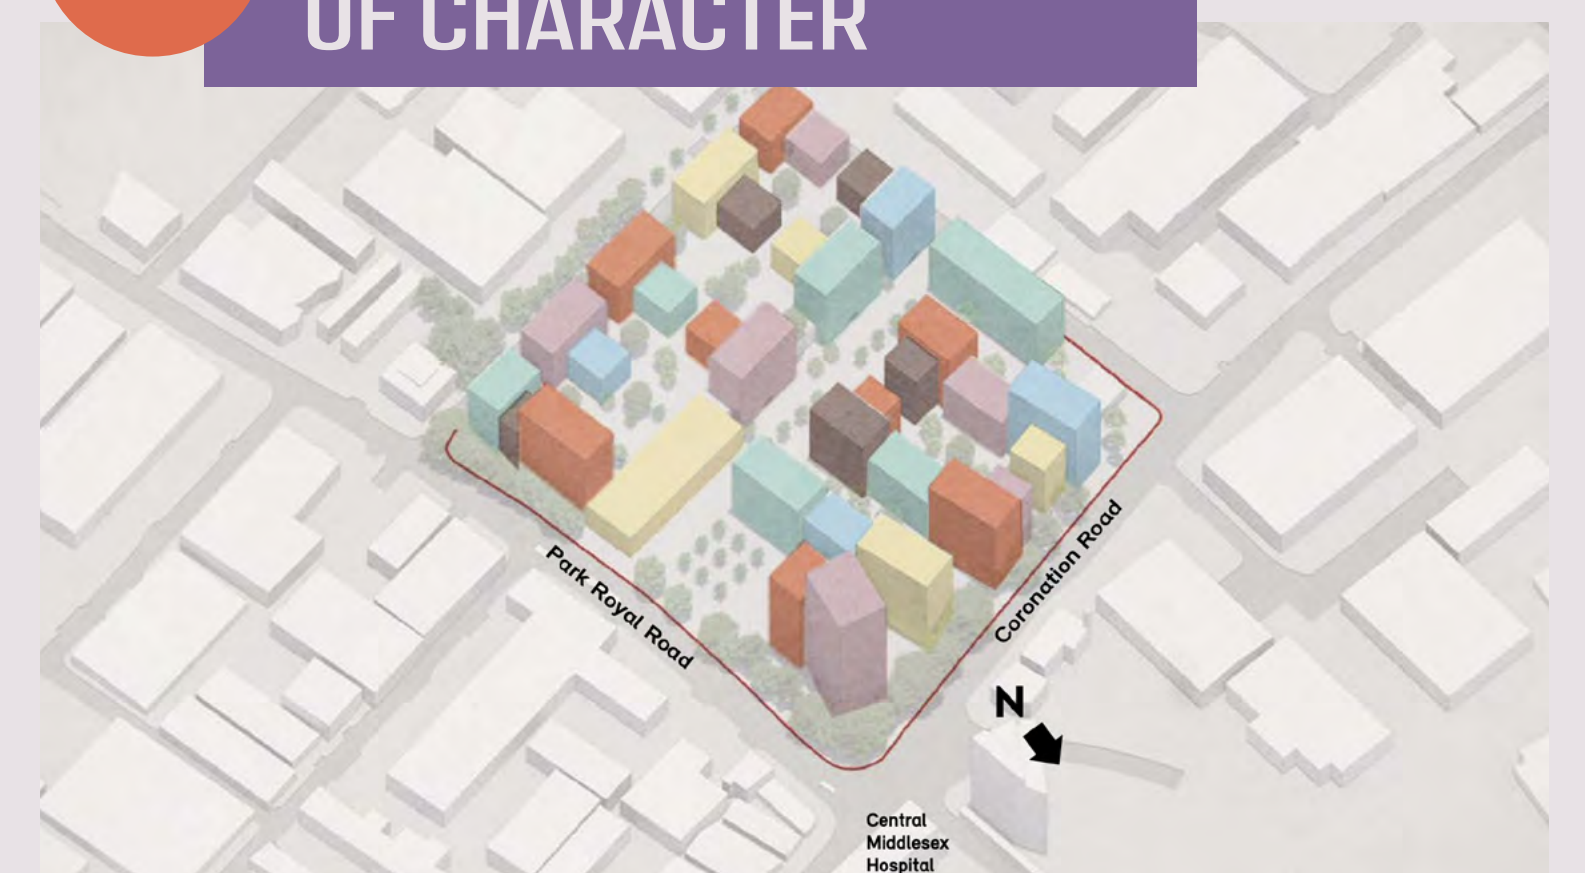 OF CHARACTER
Park Royal Road
Coronation Road
N
Central
Middlesex
Hospital